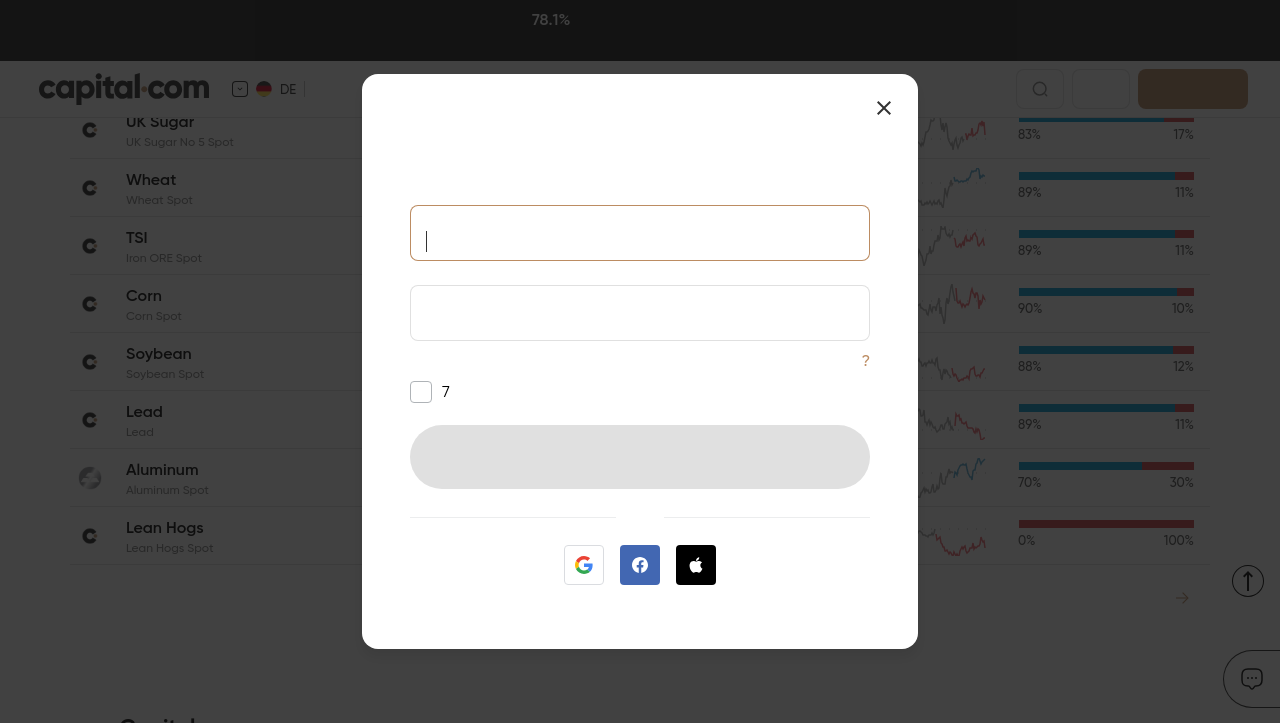 78.1%
capital.com
DE
UK Sugar
UK Sugar No 5 Spot
83%
17%
Wheat
Wheat Spot
89%
11%
TSI
Iron ORE Spot
89%
11%
Corn
Corn Spot
90%
10%
Soybean
Soybean Spot
88%
12%
Lead
Lead
89%
11%
Aluminum
Aluminum Spot
70%
30%
Lean Hogs
Lean Hogs Spot
0%
100%
?
7